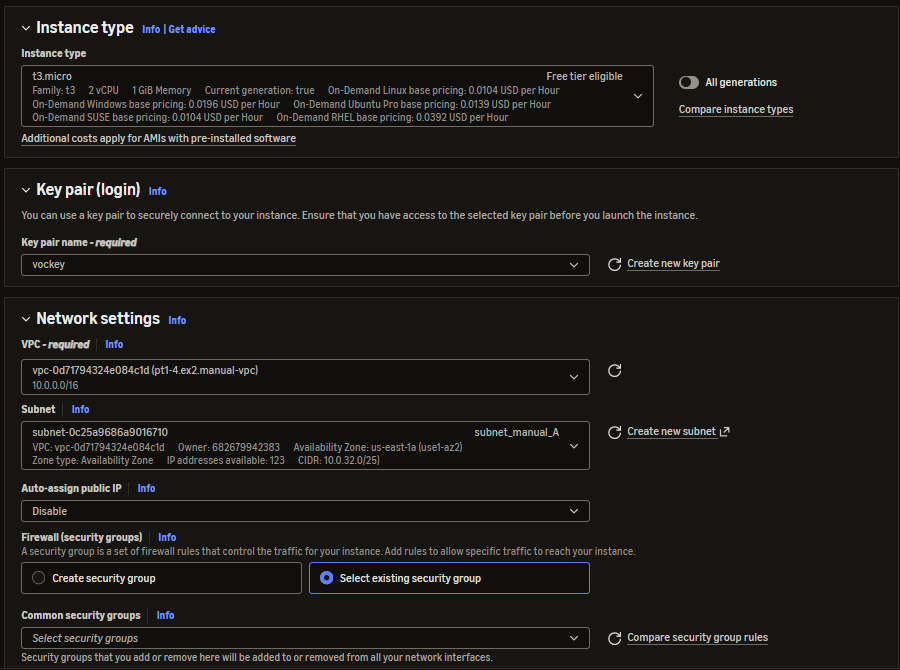 Instance type Info | Get advice
Instance type
t3.micro Free tier eligible
Family: t3 2 vCPU 1 GiB Memory Current generation: true On-Demand Linux base pricing: 0.0104 USD per Hour
On-Demand Windows base pricing: 0.0196 USD per Hour On-Demand Ubuntu Pro base pricing: 0.0139 USD per Hour
On-Demand SUSE base pricing: 0.0104 USD per Hour On-Demand RHEL base pricing: 0.0392 USD per Hour
All generations
Compare instance types
Additional costs apply for AMIs with pre-installed software
Key pair (login) Info
You can use a key pair to securely connect to your instance. Ensure that you have access to the selected key pair before you launch the instance.
Key pair name - required
vockey
Create new key pair
Network settings Info
VPC - required Info
vpc-0d71794324e084c1d (pt1-4.ex2.manual-vpc)
10.0.0.0/16
Subnet Info
subnet-0c25a9686a9016710 subnet_manual_A
VPC: vpc-0d71794324e084c1d Owner: 682679942383 Availability Zone: us-east-1a (use1-az2)
Zone type: Availability Zone IP addresses available: 123 CIDR: 10.0.32.0/25)
Create new subnet
Auto-assign public IP Info
Disable
Firewall (security groups) Info
A security group is a set of firewall rules that control the traffic for your instance. Add rules to allow specific traffic to reach your instance.
Create security group
Select existing security group
Common security groups Info
Select security groups
Compare security group rules
Security groups that you add or remove here will be added to or removed from all your network interfaces.